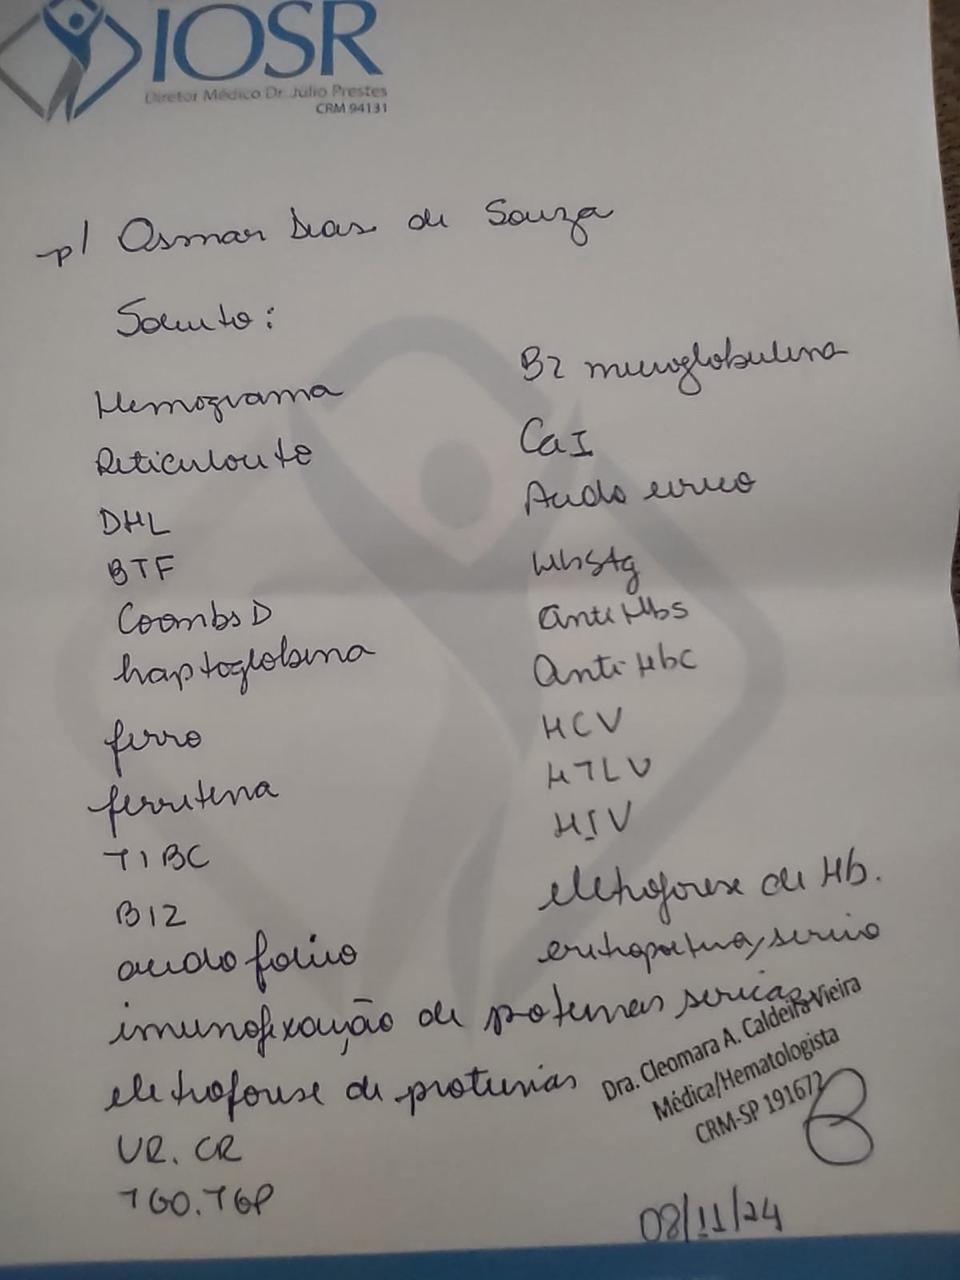 IOSR
Diretor Médico Dr. Júlio Prestes
CRM 94131
p/ Osmar Dias de Souza
Solicito:
Hemograma
Reticulócito
DHL
BTF
Coombs D
haptoglobina
ferro
ferritina
TIBC
B12
acido folico
imunofixação de proteinas sericas
eletroforese de proteinas
UR. CR
TGO. TGP
B2 microglobulina
CaI
Acido urico
HbsAg
Anti Hbs
Anti-Hbc
HCV
HTLV
HIV
eletroforese de Hb.
eritropoetina, serico
Dra. Cleomara A. Caldeira Vieira
Médica/Hematologista
CRM-SP 191672
08/11/24